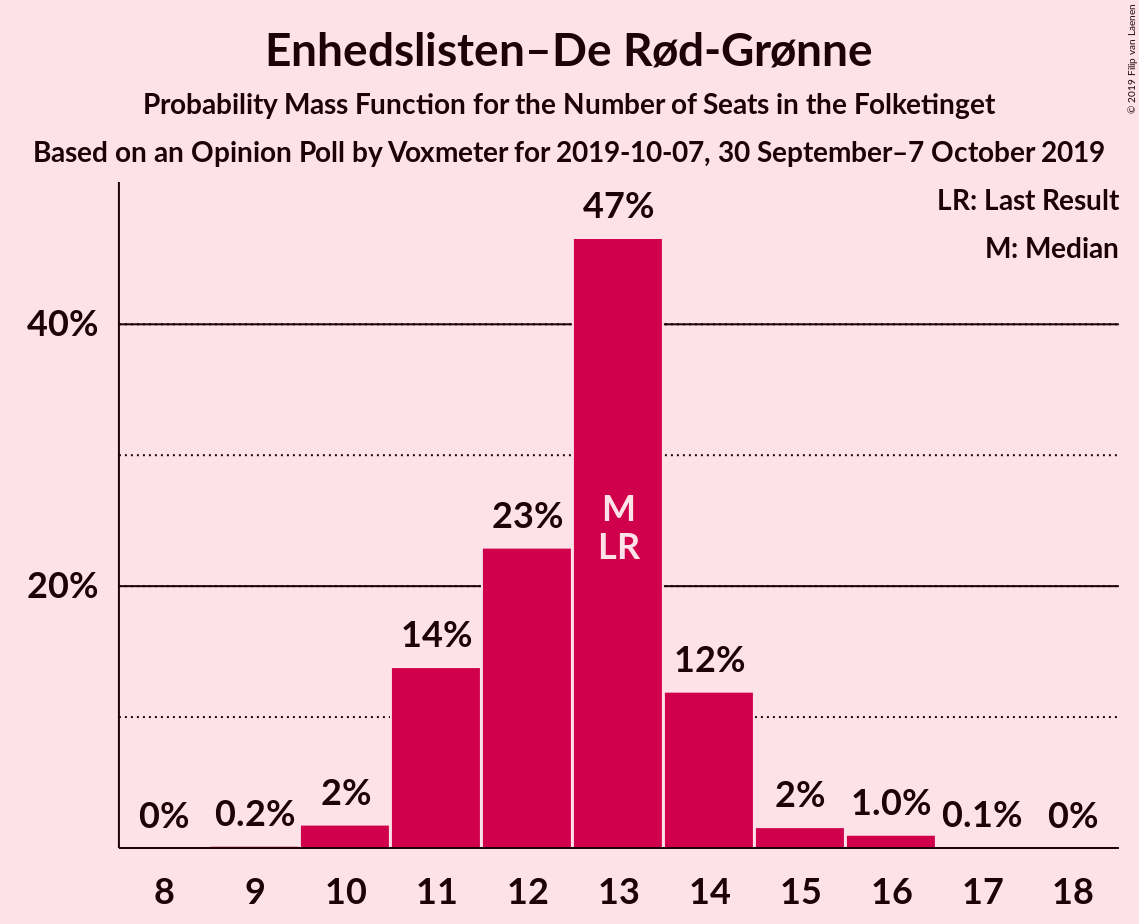 Enhedslisten–De Rød-Grønne
Probability Mass Function for the Number of Seats in the Folketinget
Based on an Opinion Poll by Voxmeter for 2019-10-07, 30 September–7 October 2019
© 2019 Filip van Laenen
LR: Last Result
M: Median
40%
20%
0%
0.2%
2%
14%
23%
47%
M
LR
12%
2%
1.0%
0.1%
0%
8 9 10 11 12 13 14 15 16 17 18